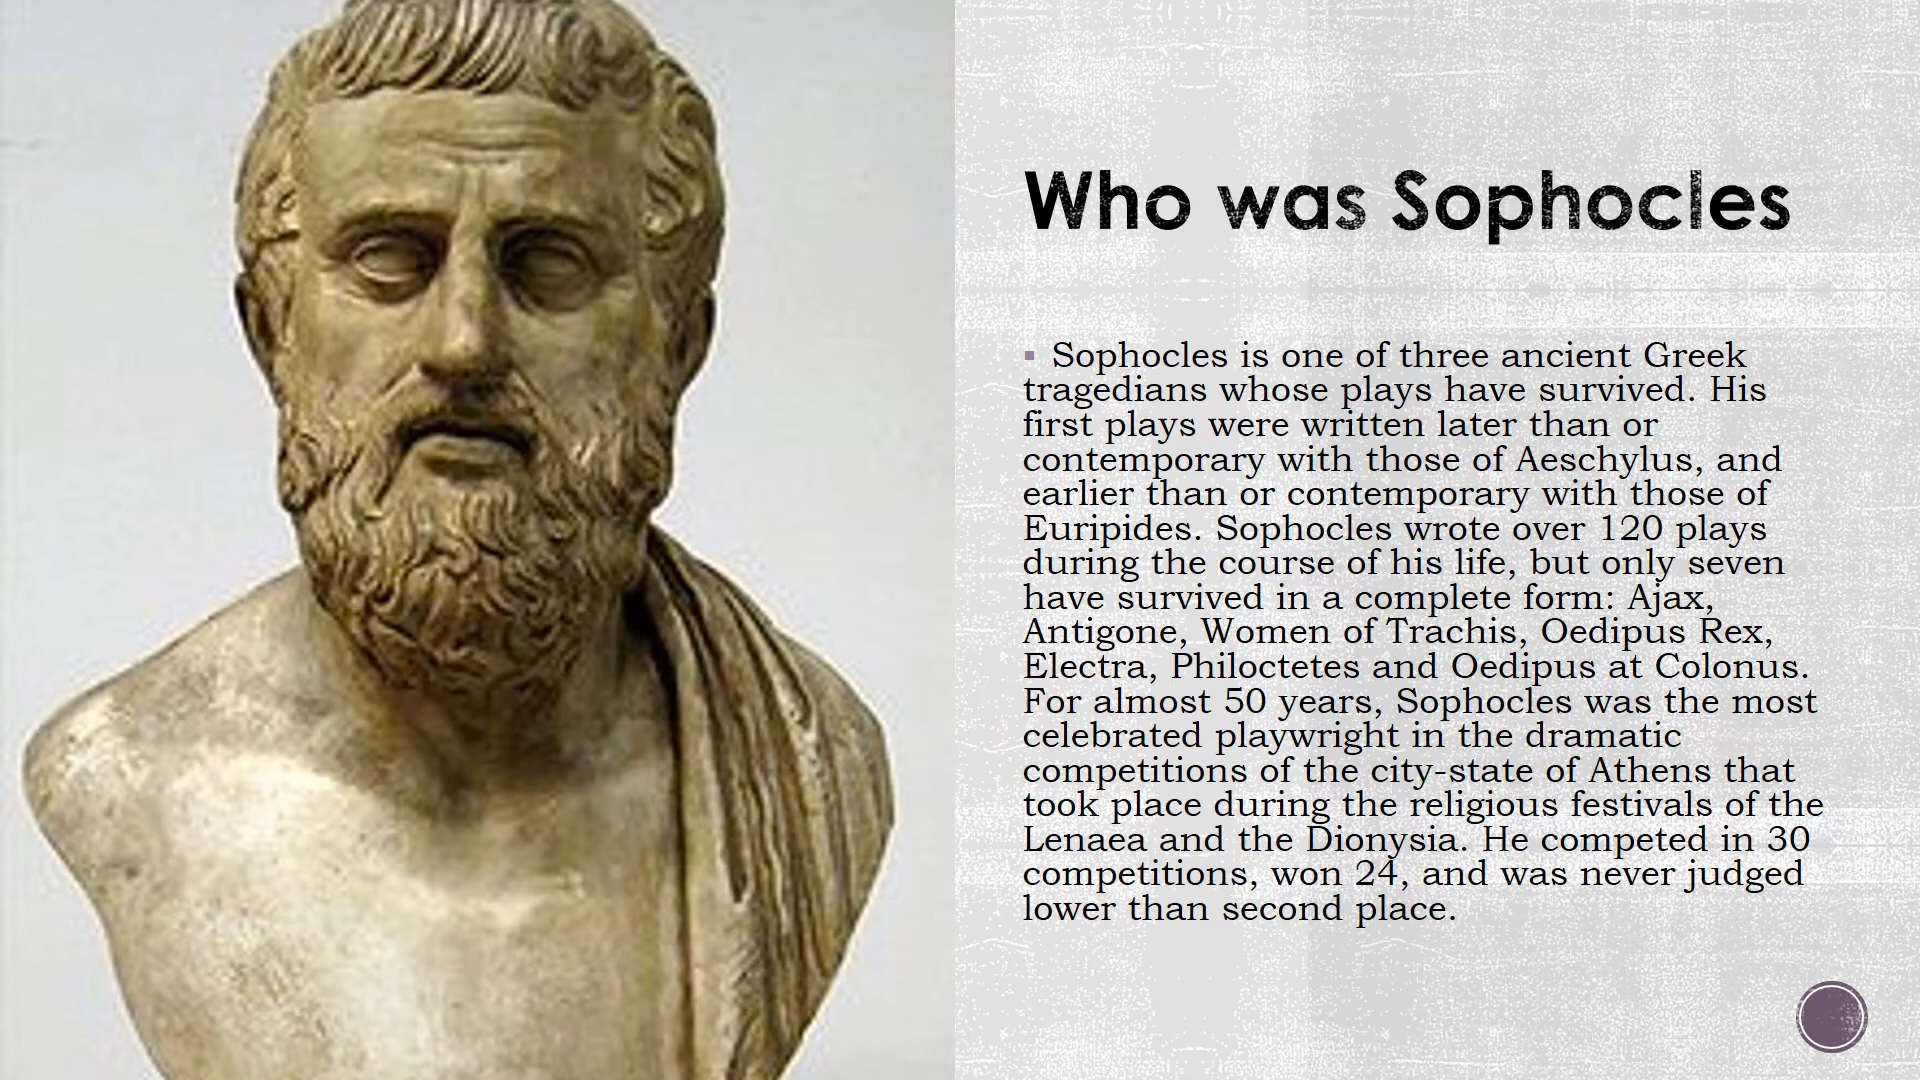 Who was Sophocles
▪ Sophocles is one of three ancient Greek
tragedians whose plays have survived. His
first plays were written later than or
contemporary with those of Aeschylus, and
earlier than or contemporary with those of
Euripides. Sophocles wrote over 120 plays
during the course of his life, but only seven
have survived in a complete form: Ajax,
Antigone, Women of Trachis, Oedipus Rex,
Electra, Philoctetes and Oedipus at Colonus.
For almost 50 years, Sophocles was the most
celebrated playwright in the dramatic
competitions of the city-state of Athens that
took place during the religious festivals of the
Lenaea and the Dionysia. He competed in 30
competitions, won 24, and was never judged
lower than second place.